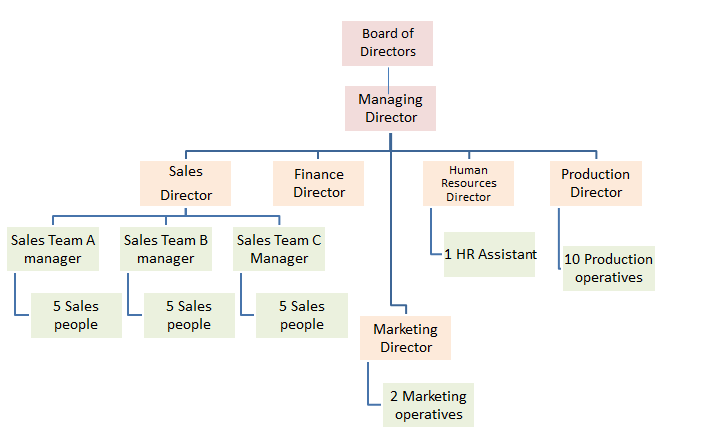 Board of
Directors
Managing
Director
Sales
Director
Finance
Director
Human
Resources
Director
Production
Director
Sales Team A
manager
Sales Team B
manager
Sales Team C
Manager
1 HR Assistant
10 Production
operatives
5 Sales
people
5 Sales
people
5 Sales
people
Marketing
Director
2 Marketing
operatives